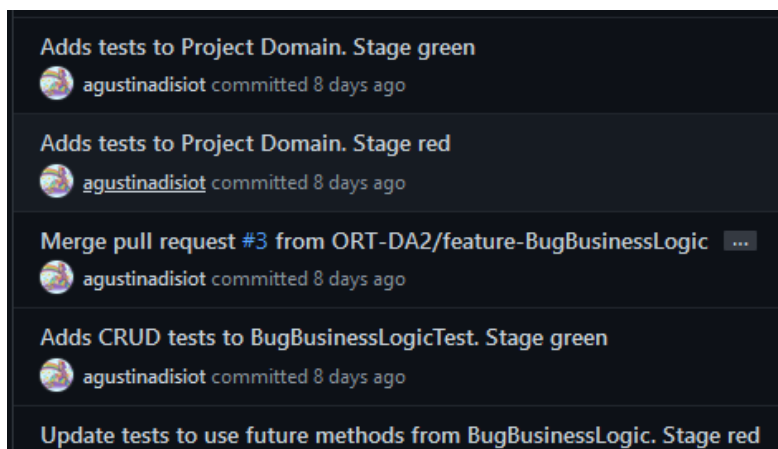 Adds tests to Project Domain. Stage green
agustinadisiot committed 8 days ago
Adds tests to Project Domain. Stage red
agustinadisiot committed 8 days ago
Merge pull request #3 from ORT-DA2/feature-BugBusinessLogic ...
agustinadisiot committed 8 days ago
Adds CRUD tests to BugBusinessLogicTest. Stage green
agustinadisiot committed 8 days ago
Update tests to use future methods from BugBusinessLogic. Stage red